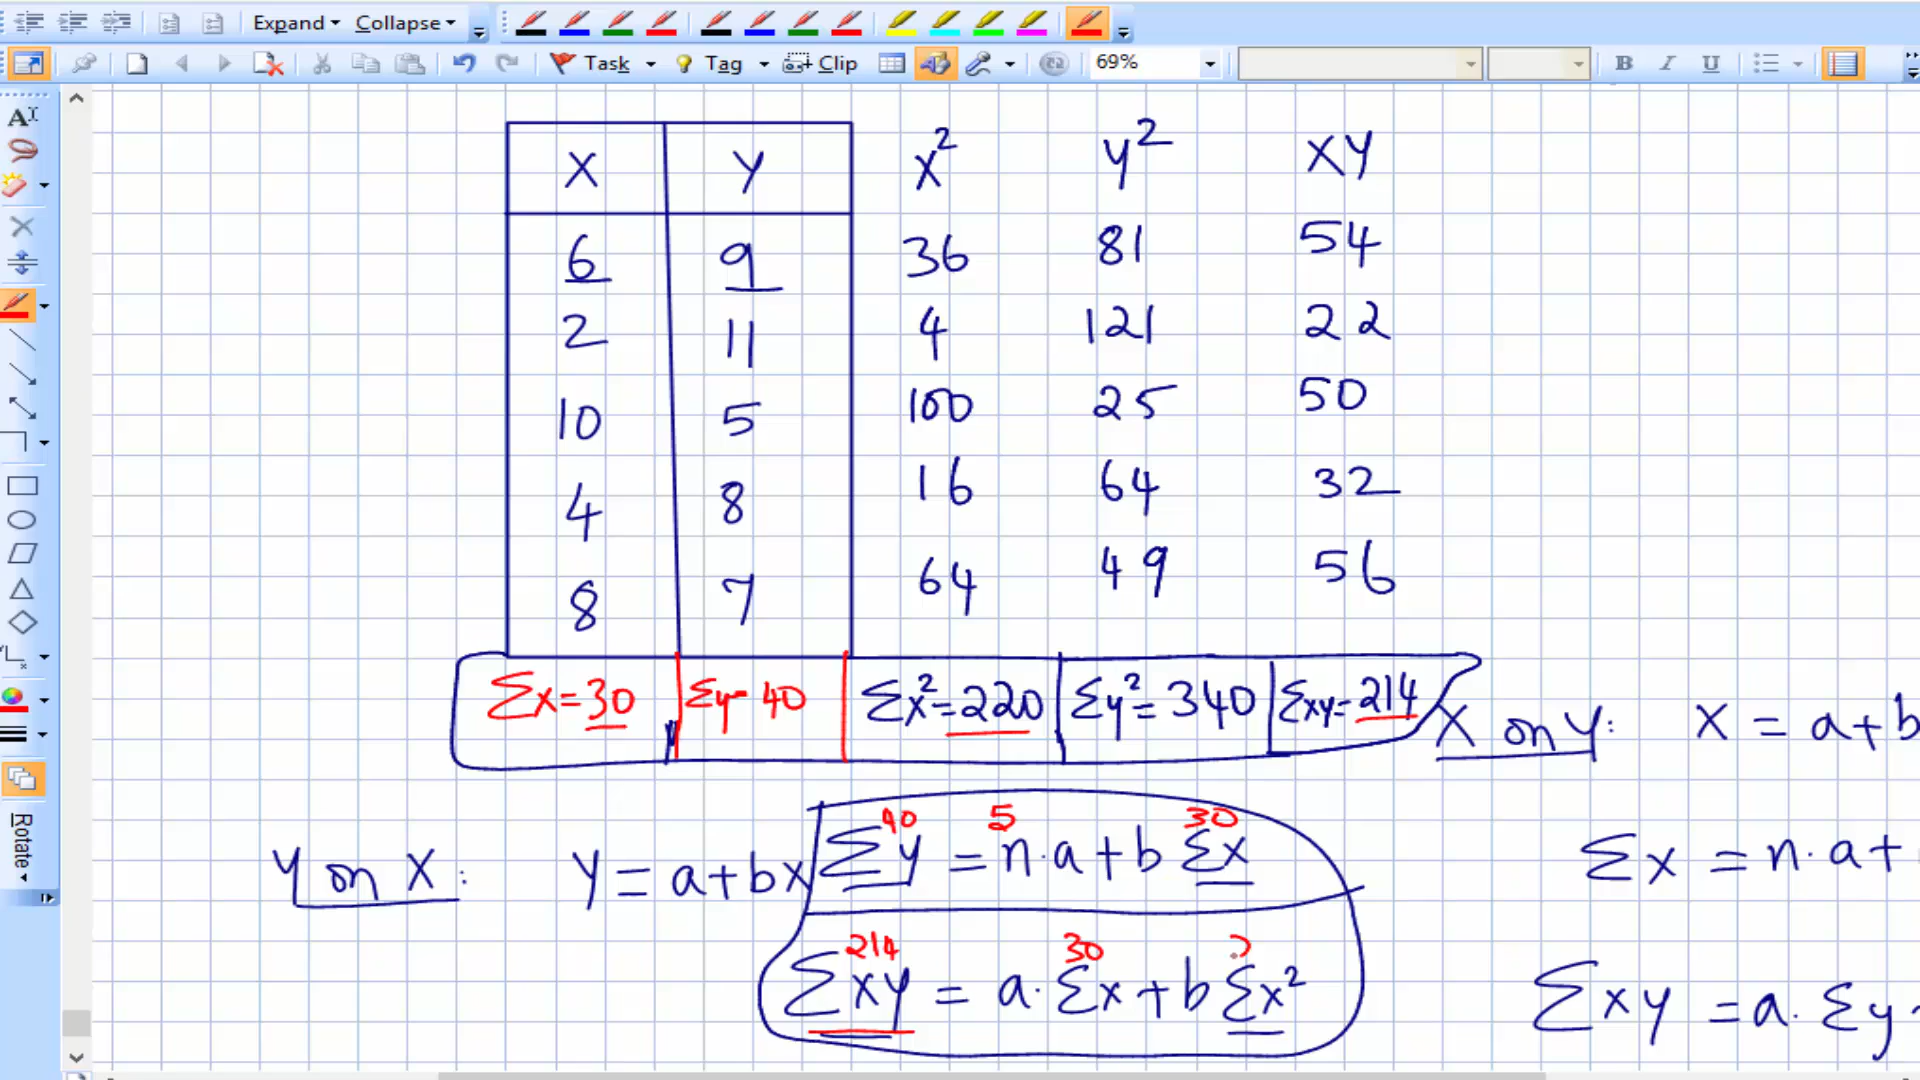 Expand Collapse
Task Tag Clip 69% B I U
A
Rotate
X Y X² Y² XY
6 9 36 81 54
2 11 4 121 22
10 5 100 25 50
4 8 16 64 32
8 7 64 49 56
Σx=30 Σy=40 Σx²=220 Σy²=340 Σxy=214
X on Y: X = a+b
40 5 30
Y on X: Y = a+bx Σy = n.a+b Σx
Σx = n.a+
214 30 2
Σxy = a.Σx+b Σx²
Σxy = a. Σy